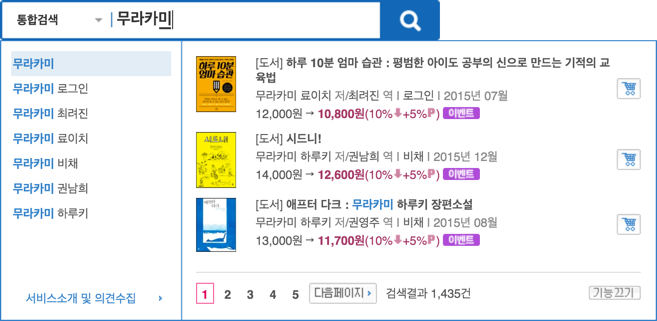 통합검색 무라카미
무라카미
무라카미 로그인
무라카미 최려진
무라카미 료이치
무라카미 비채
무라카미 권남희
무라카미 하루키
서비스소개 및 의견수집 ›
하루 10분
엄마 습관
[도서] 하루 10분 엄마 습관 : 평범한 아이도 공부의 신으로 만드는 기적의 교
육법
무라카미 료이치 저/최려진 역 | 로그인 | 2015년 07월
12,000원 → 10,800원(10%↓+5%P) 이벤트
시드니!
[도서] 시드니!
무라카미 하루키 저/권남희 역 | 비채 | 2015년 12월
14,000원 → 12,600원(10%↓+5%P) 이벤트
[도서] 애프터 다크 : 무라카미 하루키 장편소설
무라카미 하루키 저/권영주 역 | 비채 | 2015년 08월
13,000원 → 11,700원(10%↓+5%P) 이벤트
1 2 3 4 5 다음페이지 › 검색결과 1,435건 기능끄기